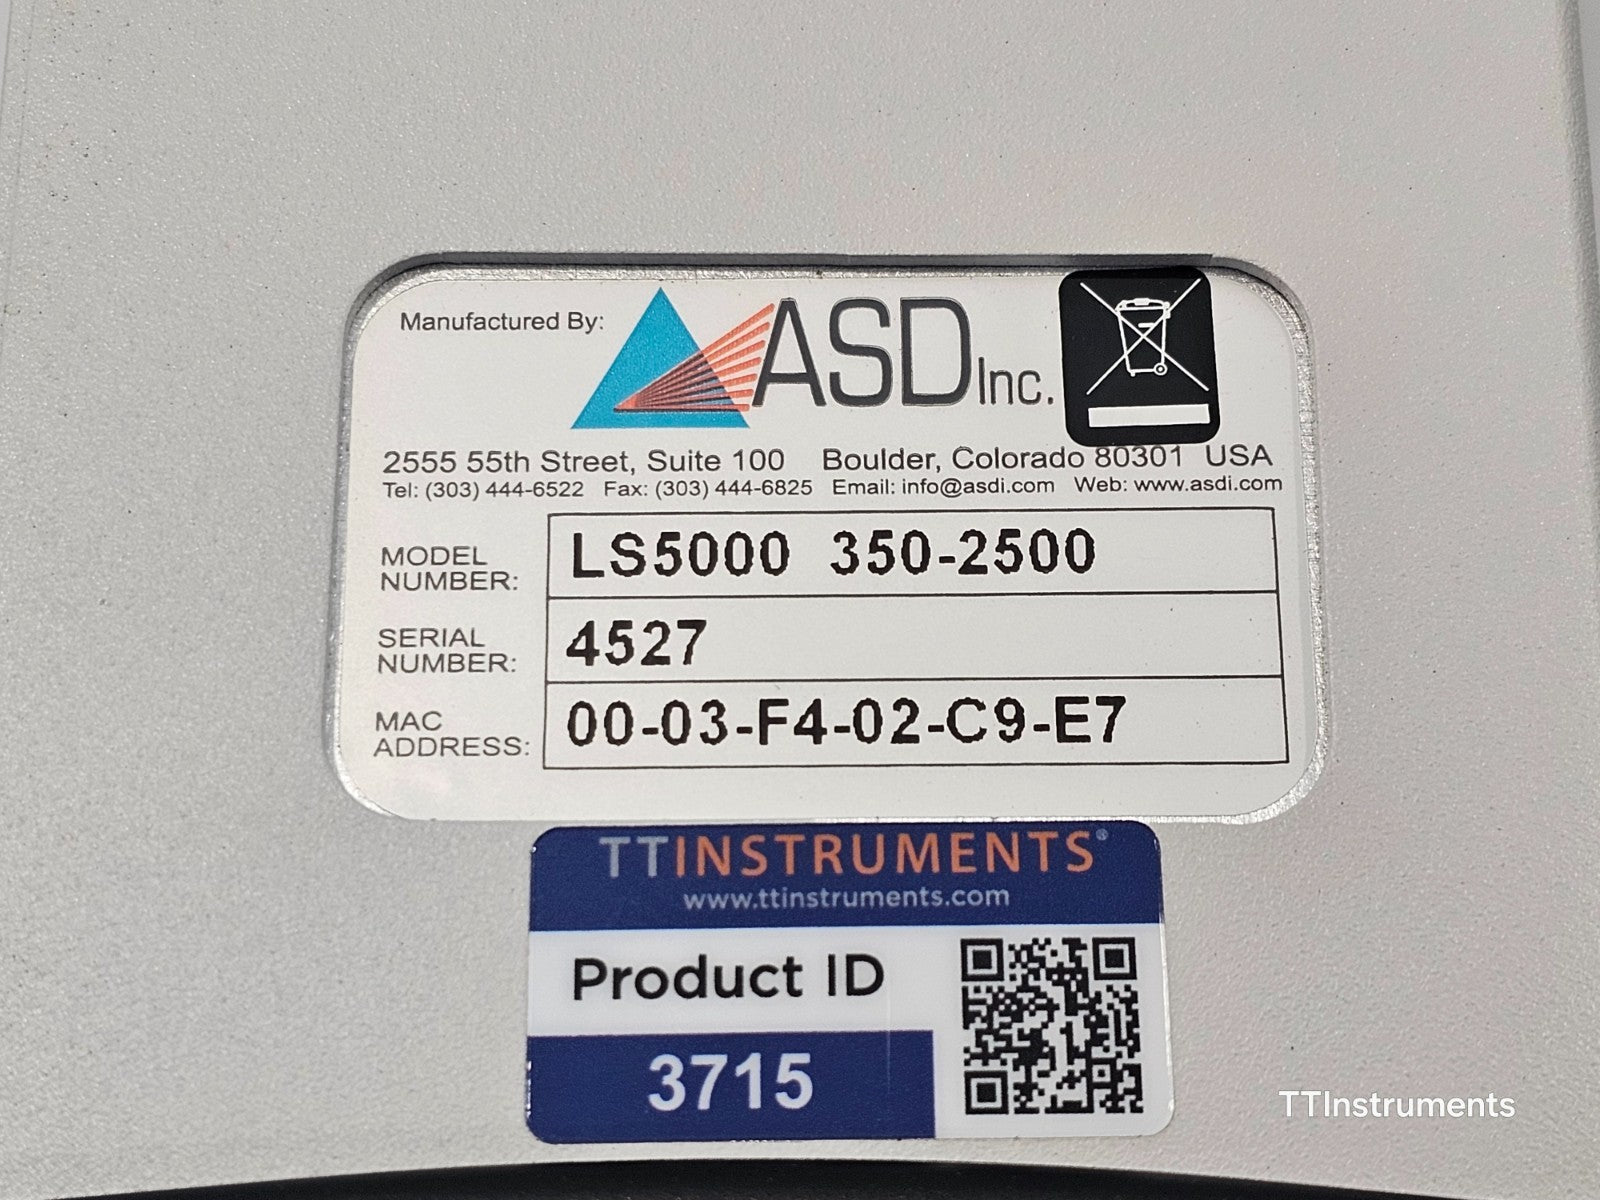 Manufactured By: ASD Inc.
2555 55th Street, Suite 100 Boulder, Colorado 80301 USA
Tel: (303) 444-6522 Fax: (303) 444-6825 Email: info@asdi.com Web: www.asdi.com
MODEL NUMBER: LS5000 350-2500
SERIAL NUMBER: 4527
MAC ADDRESS: 00-03-F4-02-C9-E7
TTINSTRUMENTS®
www.ttinstruments.com
Product ID
3715
TTInstruments